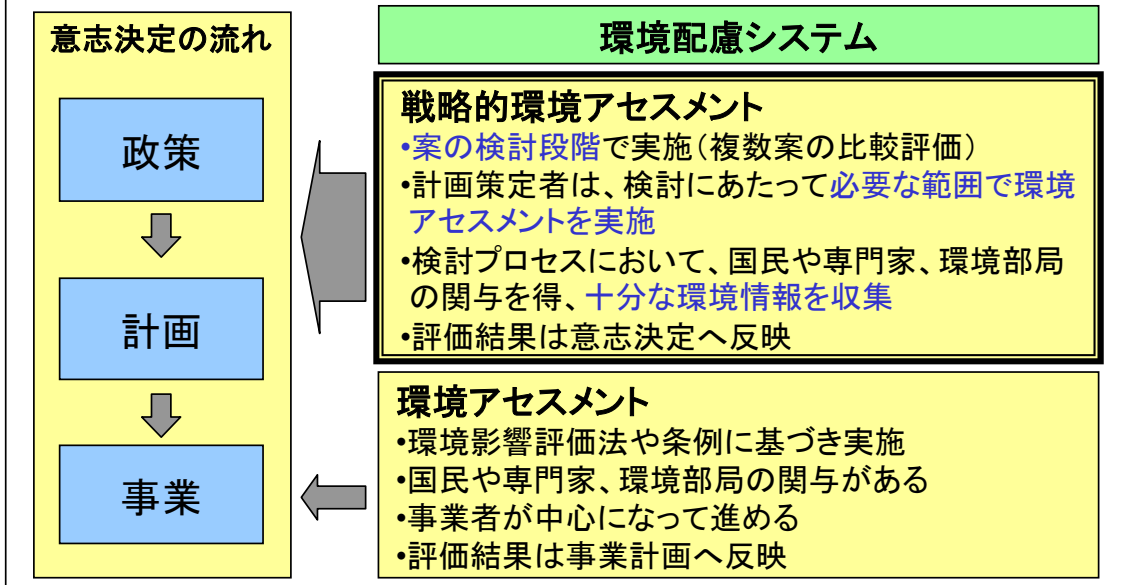 意志決定の流れ
政策
計画
事業
環境配慮システム
戦略的環境アセスメント
•案の検討段階で実施(複数案の比較評価)
•計画策定者は、検討にあたって必要な範囲で環境
アセスメントを実施
•検討プロセスにおいて、国民や専門家、環境部局
の関与を得、十分な環境情報を収集
•評価結果は意志決定へ反映
環境アセスメント
•環境影響評価法や条例に基づき実施
•国民や専門家、環境部局の関与がある
•事業者が中心になって進める
•評価結果は事業計画へ反映